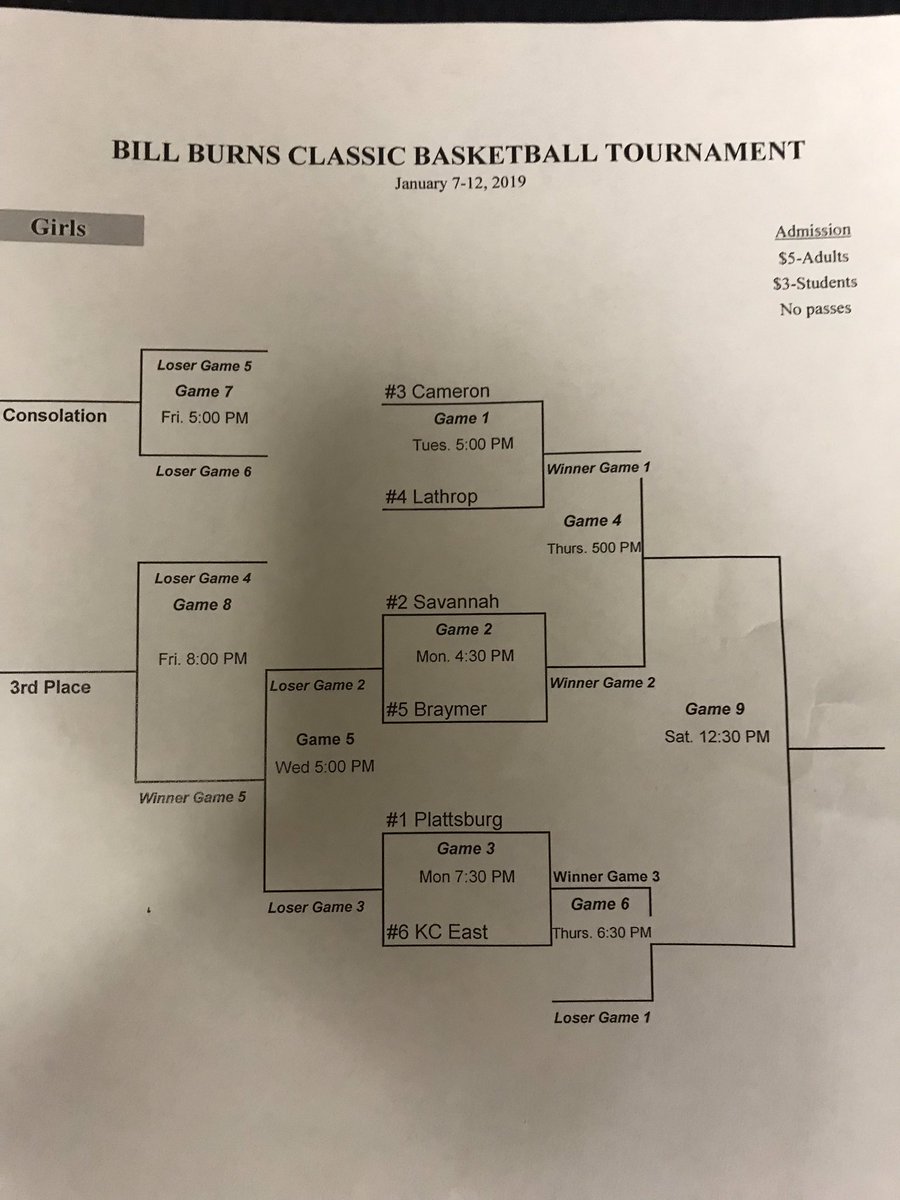 BILL BURNS CLASSIC BASKETBALL TOURNAMENT
January 7-12, 2019
Girls
Admission
$5-Adults
$3-Students
No passes
Loser Game 5
Game 7
Fri. 5:00 PM
Consolation
Loser Game 6
#3 Cameron
Game 1
Tues. 5:00 PM
#4 Lathrop
Winner Game 1
Game 4
Thurs. 500 PM
Loser Game 4
Game 8
Fri. 8:00 PM
3rd Place
Winner Game 5
#2 Savannah
Game 2
Mon. 4:30 PM
#5 Braymer
Winner Game 2
Loser Game 2
Game 5
Wed 5:00 PM
Loser Game 3
Game 9
Sat. 12:30 PM
#1 Plattsburg
Game 3
Mon 7:30 PM
#6 KC East
Winner Game 3
Game 6
Thurs. 6:30 PM
Loser Game 1